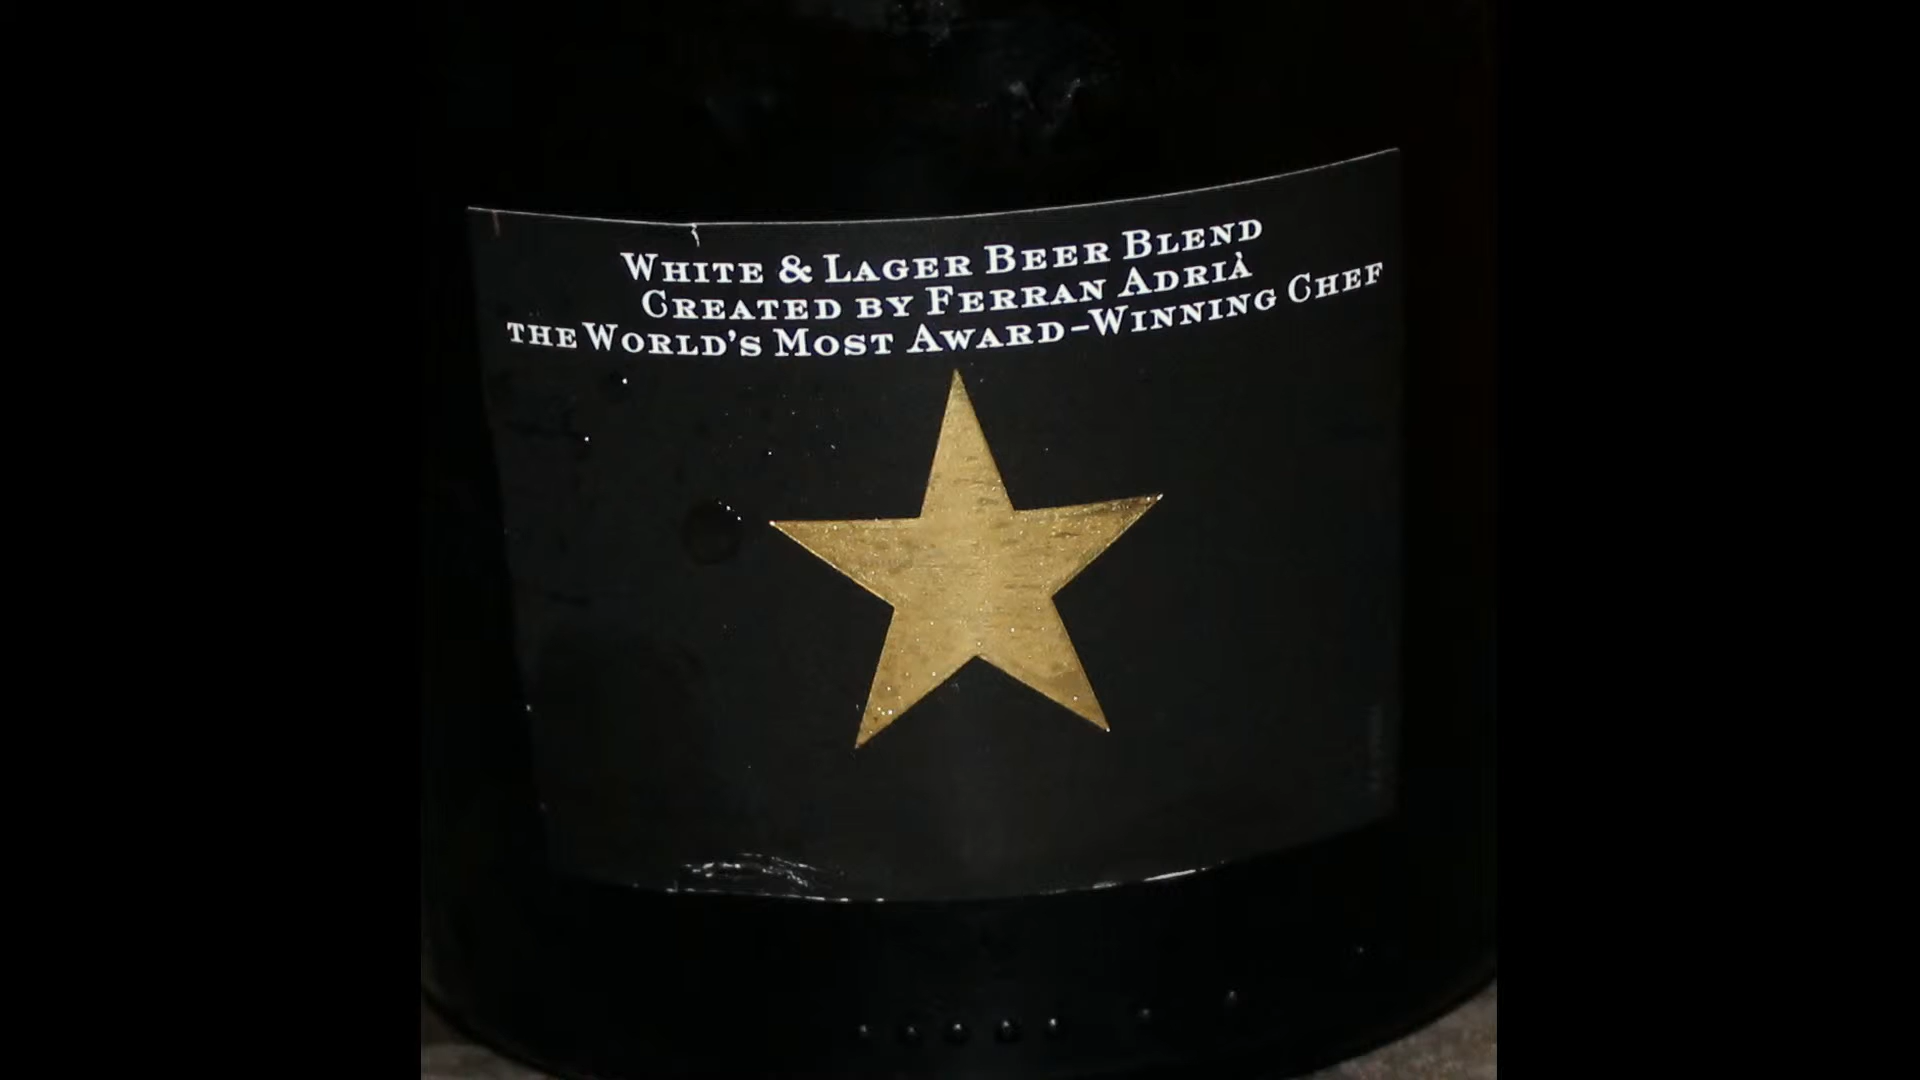 White & Lager Beer Blend
Created by Ferran Adrià
the World's Most Award-Winning Chef